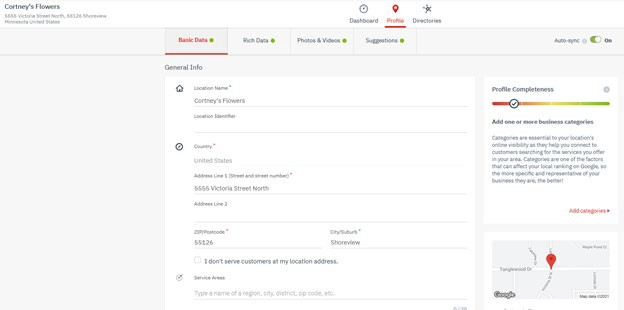 Cortney's Flowers
5555 Victoria Street North, 55126 Shoreview
Minnesota United States
Dashboard
Profile
Directories
Basic Data
Rich Data
Photos & Videos
Suggestions
Auto-sync
On
General Info
Location Name *
Cortney's Flowers
Location Identifier
Country *
United States
Address Line 1 (Street and street number) *
5555 Victoria Street North
Address Line 2
ZIP/Postcode *
City/Suburb *
55126
Shoreview
I don't serve customers at my location address.
Service Areas
Type a name of a region, city, district, zip code, etc.
Profile Completeness
Add one or more business categories
Categories are essential to your location's
online visibility as they help you connect to
customers searching for the services you offer
in your area. Categories are one of the factors
that can affect your local ranking on Google, so
the more specific and representative of your
business they are, the better!
Add categories >
Maple Pond Ct
Tanglewood Dr
Google
Map data ©2021